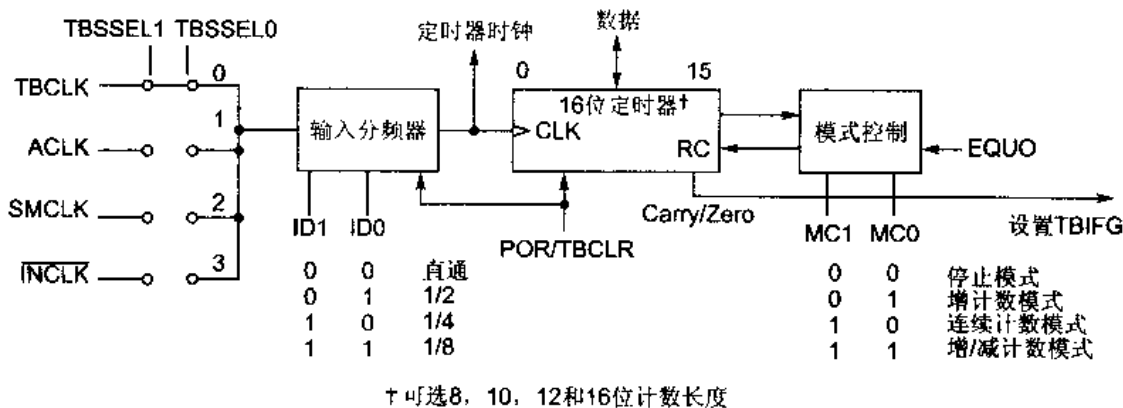 TBSSEL1 TBSSEL0
定时器时钟
数据
TBCLK
0
0
15
16位定时器†
1
输入分频器
CLK
模式控制
ACLK
RC
EQUO
SMCLK
2
ID1 ID0
Carry/Zero
MC1 MC0
设置TBIFG
POR/TBCLR
INCLK
3
0 0 直通
0 1 1/2
1 0 1/4
1 1 1/8
0 0 停止模式
0 1 增计数模式
1 0 连续计数模式
1 1 增/减计数模式
†可选8，10，12和16位计数长度